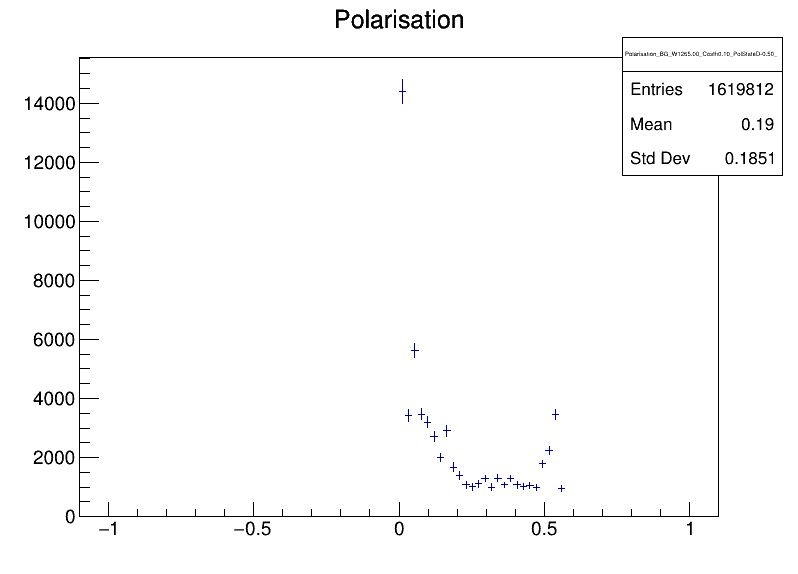 Polarisation
Polarisation_BG_W1265.00_Costh0.10_PolStateD-0.50_
Entries 1619812
Mean 0.19
Std Dev 0.1851
14000
12000
10000
8000
6000
4000
2000
0
−1 −0.5 0 0.5 1